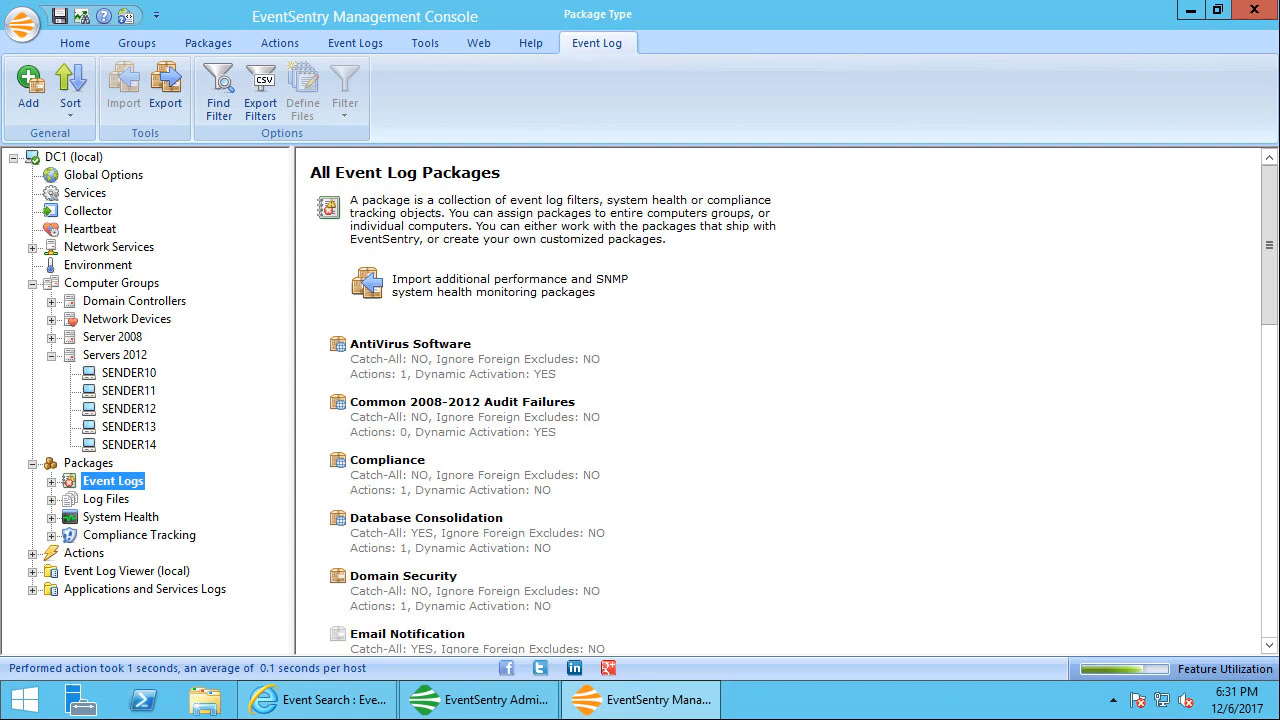 EventSentry Management Console
Package Type
Home
Groups
Packages
Actions
Event Logs
Tools
Web
Help
Event Log
Add
Sort
Import
Export
Find
Filter
CSV
Export
Filters
Define
Files
Filter
General
Tools
Options
DC1 (local)
Global Options
Services
Collector
Heartbeat
Network Services
Environment
Computer Groups
Domain Controllers
Network Devices
Server 2008
Servers 2012
SENDER10
SENDER11
SENDER12
SENDER13
SENDER14
Packages
Event Logs
Log Files
System Health
Compliance Tracking
Actions
Event Log Viewer (local)
Applications and Services Logs
All Event Log Packages
A package is a collection of event log filters, system health or compliance
tracking objects. You can assign packages to entire computers groups, or
individual computers. You can either work with the packages that ship with
EventSentry, or create your own customized packages.
Import additional performance and SNMP
system health monitoring packages
AntiVirus Software
Catch-All: NO, Ignore Foreign Excludes: NO
Actions: 1, Dynamic Activation: YES
Common 2008-2012 Audit Failures
Catch-All: NO, Ignore Foreign Excludes: NO
Actions: 0, Dynamic Activation: YES
Compliance
Catch-All: NO, Ignore Foreign Excludes: NO
Actions: 1, Dynamic Activation: NO
Database Consolidation
Catch-All: YES, Ignore Foreign Excludes: NO
Actions: 1, Dynamic Activation: NO
Domain Security
Catch-All: NO, Ignore Foreign Excludes: NO
Actions: 1, Dynamic Activation: NO
Email Notification
Catch-All: YES, Ignore Foreign Excludes: NO
Performed action took 1 seconds, an average of 0.1 seconds per host
Feature Utilization
Event Search : Eve...
EventSentry Admi...
EventSentry Mana...
6:31 PM
12/6/2017